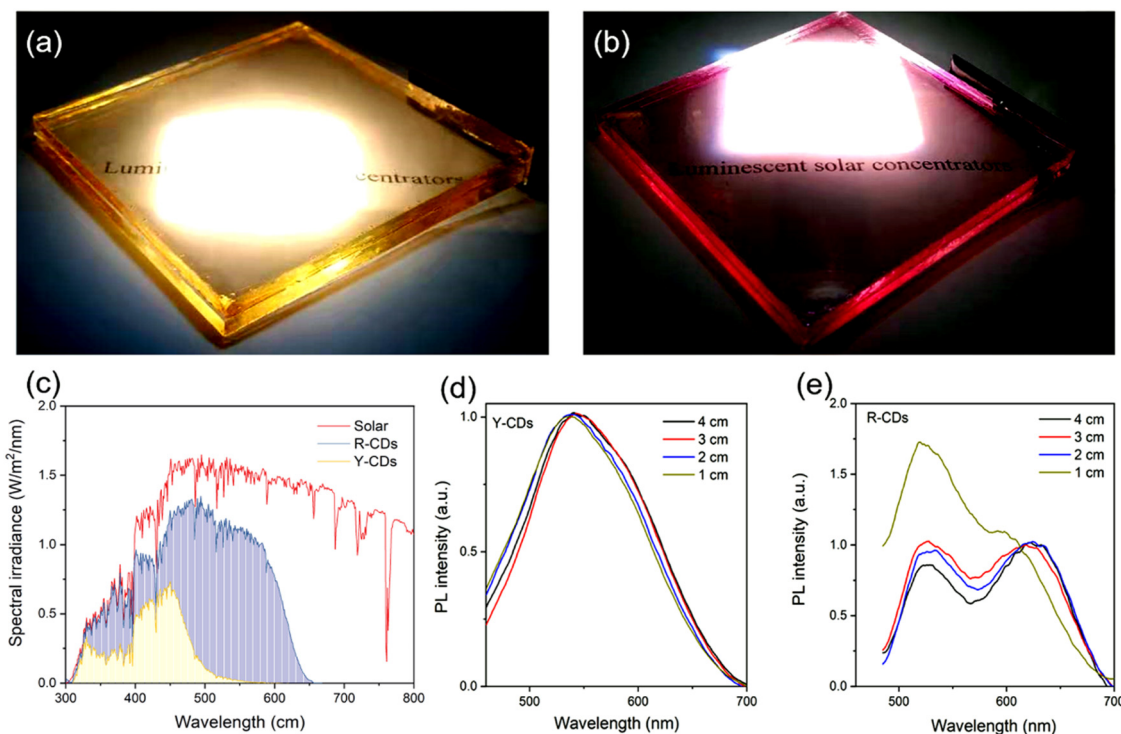 (a)
Lumi
centrators
(b)
Luminescent solar concentrators
(c)
Spectral irradiance (W/m²/nm)
2.0
1.5
1.0
0.5
0.0
Solar
R-CDs
Y-CDs
300 400 500 600 700 800
Wavelength (cm)
(d)
PL intensity (a.u.)
1.0
0.5
0.0
Y-CDs
4 cm
3 cm
2 cm
1 cm
500 600 700
Wavelength (nm)
(e)
PL intensity (a.u.)
2.0
1.5
1.0
0.5
0.0
R-CDs
4 cm
3 cm
2 cm
1 cm
500 600 700
Wavelength (nm)